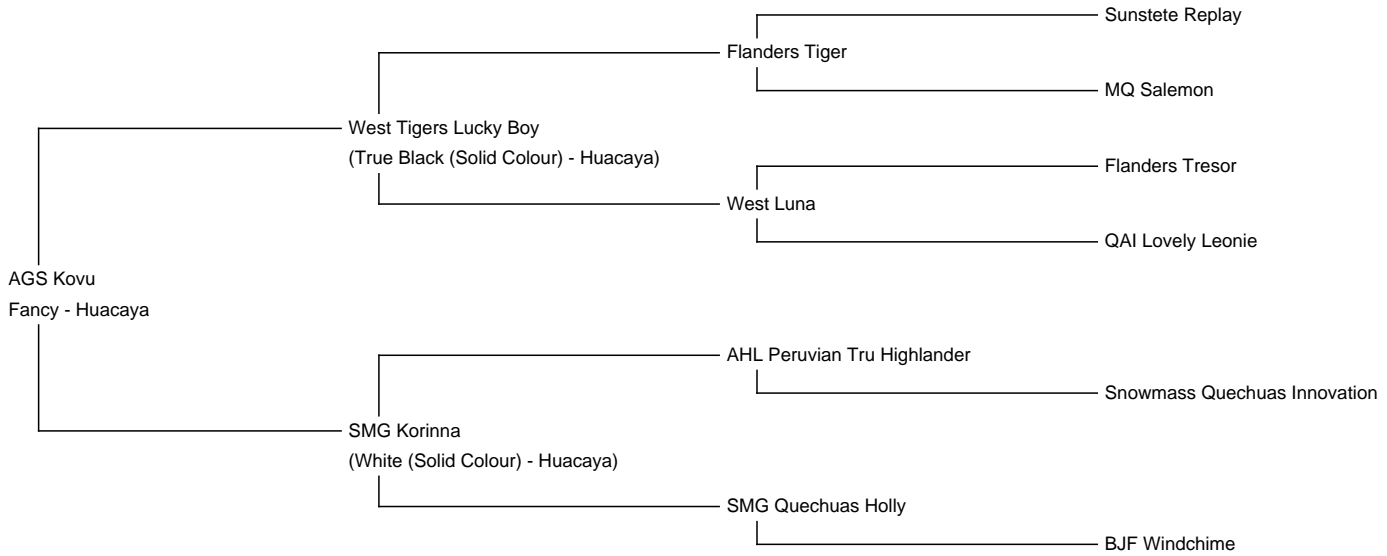 Sunstete Replay
Flanders Tiger
MQ Salemon
West Tigers Lucky Boy
(True Black (Solid Colour) - Huacaya)
Flanders Tresor
West Luna
QAI Lovely Leonie
AGS Kovu
Fancy - Huacaya
AHL Peruvian Tru Highlander
Snowmass Quechuas Innovation
SMG Korinna
(White (Solid Colour) - Huacaya)
SMG Quechuas Holly
BJF Windchime